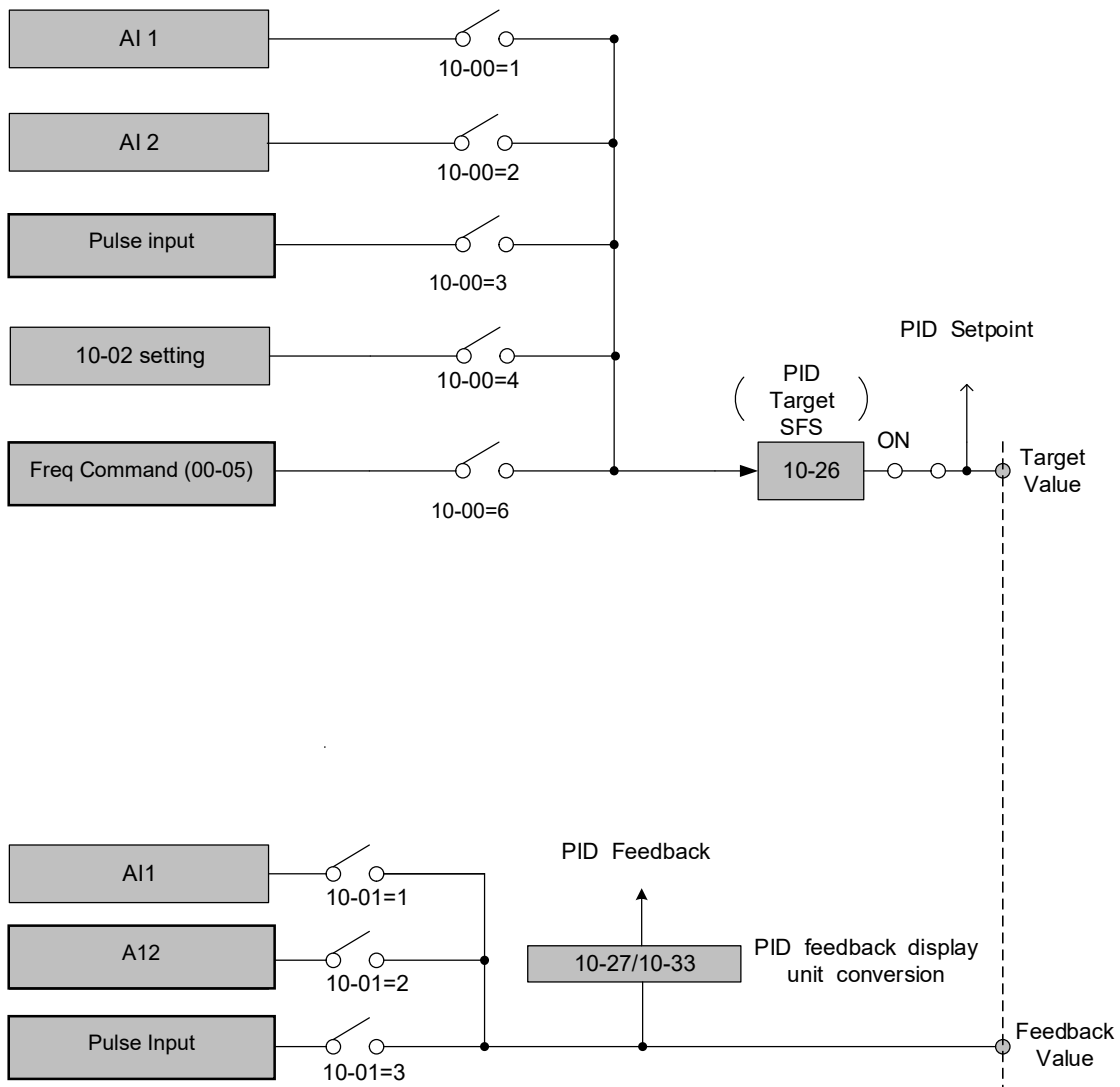 AI 1
10-00=1
AI 2
10-00=2
Pulse input
10-00=3
PID Setpoint
10-02 setting
10-00=4
( PID
Target
SFS )
ON
Freq Command (00-05)
10-00=6
10-26
Target
Value
AI1
10-01=1
PID Feedback
A12
10-01=2
10-27/10-33
PID feedback display
unit conversion
Pulse Input
10-01=3
Feedback
Value